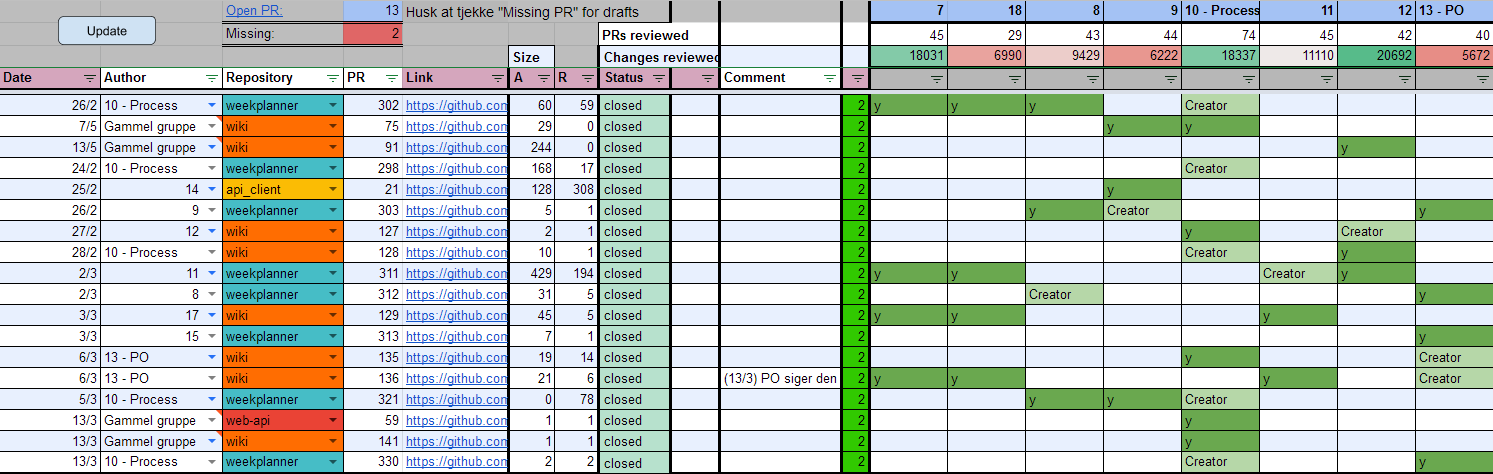 Open PR: 13 Husk at tjekke "Missing PR" for drafts 7 18 8 9 10 - Process 11 12 13 - PO
Update
Missing: 2 PRs reviewed 45 29 43 44 74 45 42 40
Size Changes reviewed 18031 6990 9429 6222 18337 11110 20692 5672
Date Author Repository PR Link A R Status Comment
26/2 10 - Process weekplanner 302 https://github.com 60 59 closed 2 y y y Creator
7/5 Gammel gruppe wiki 75 https://github.com 29 0 closed 2 y y
13/5 Gammel gruppe wiki 91 https://github.com 244 0 closed 2 y
24/2 10 - Process weekplanner 298 https://github.com 168 17 closed 2 Creator
25/2 14 api_client 21 https://github.com 128 308 closed 2 y
26/2 9 weekplanner 303 https://github.com 5 1 closed 2 y Creator y
27/2 12 wiki 127 https://github.com 2 1 closed 2 y Creator
28/2 10 - Process wiki 128 https://github.com 10 1 closed 2 Creator y
2/3 11 weekplanner 311 https://github.com 429 194 closed 2 y y Creator y
2/3 8 weekplanner 312 https://github.com 31 5 closed 2 Creator y
3/3 17 wiki 129 https://github.com 45 5 closed 2 y y y
3/3 15 weekplanner 313 https://github.com 7 1 closed 2 y
6/3 13 - PO wiki 135 https://github.com 19 14 closed 2 y Creator
6/3 13 - PO wiki 136 https://github.com 21 6 closed (13/3) PO siger den 2 y y y Creator
5/3 10 - Process weekplanner 321 https://github.com 0 78 closed 2 y y Creator
13/3 Gammel gruppe web-api 59 https://github.com 1 1 closed 2 y
13/3 Gammel gruppe wiki 141 https://github.com 1 1 closed 2 y
13/3 10 - Process weekplanner 330 https://github.com 2 2 closed 2 Creator y